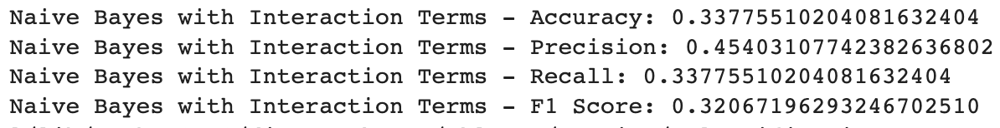 Naive Bayes with Interaction Terms – Accuracy: 0.33775510204081632404
Naive Bayes with Interaction Terms – Precision: 0.45403107742382636802
Naive Bayes with Interaction Terms – Recall: 0.33775510204081632404
Naive Bayes with Interaction Terms – F1 Score: 0.32067196293246702510